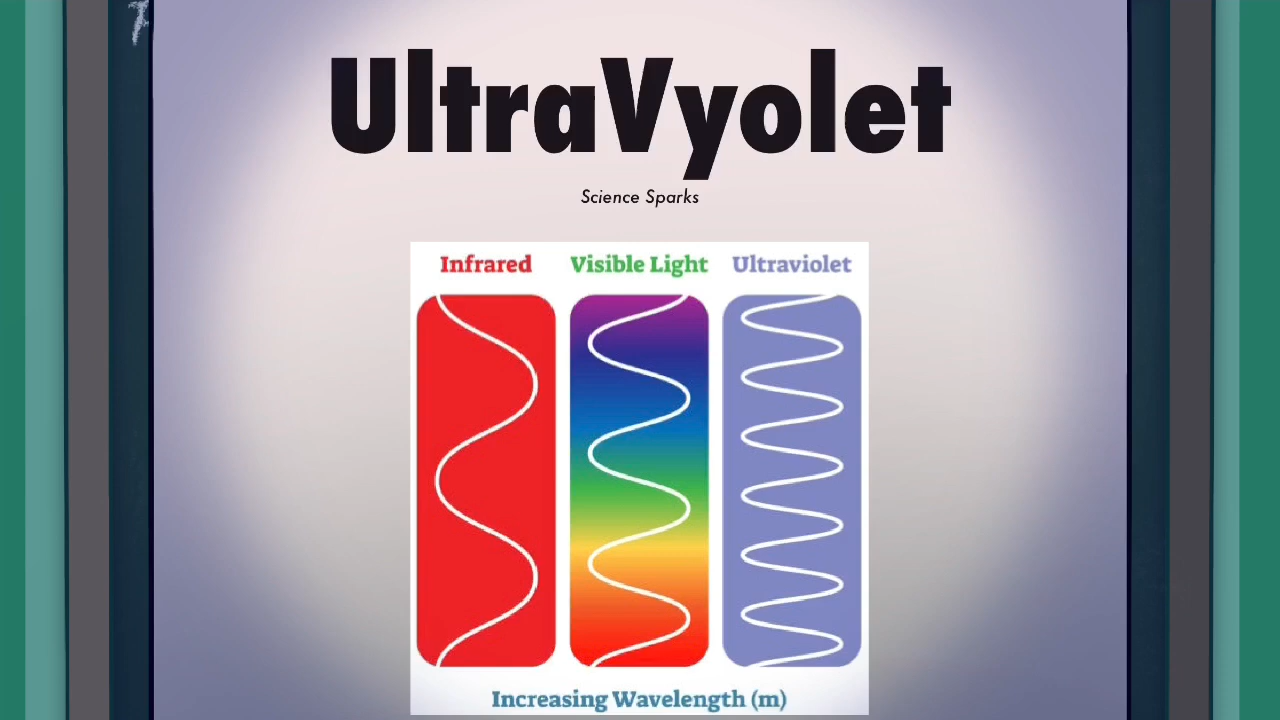 UltraVyolet
Science Sparks
Infrared Visible Light Ultraviolet
Increasing Wavelength (m)